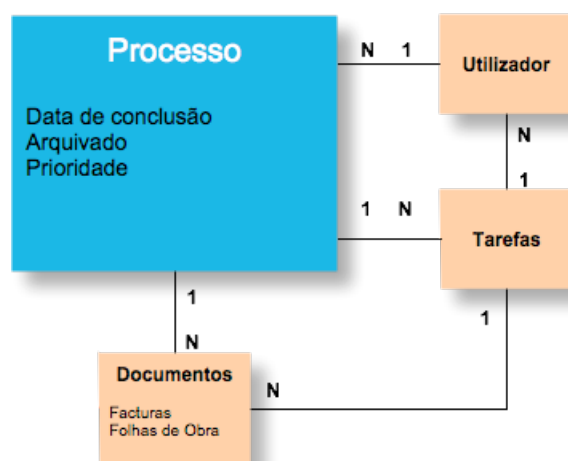 Processo
N 1
Utilizador
Data de conclusão
Arquivado
Prioridade
N
1
1 N
Tarefas
1
1
N
Documentos
N
Facturas
Folhas de Obra